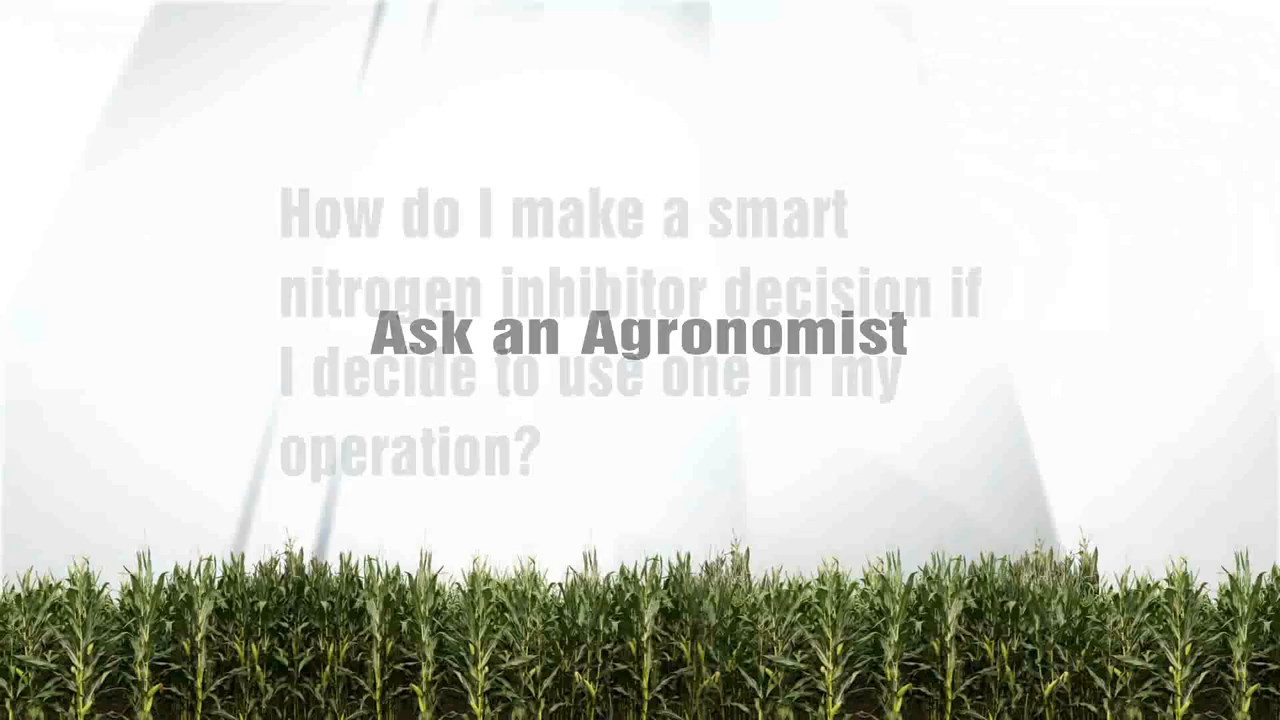 How do I make a smart
nitrogen inhibitor decision if
Ask an Agronomist
I decide to use one in my
operation?